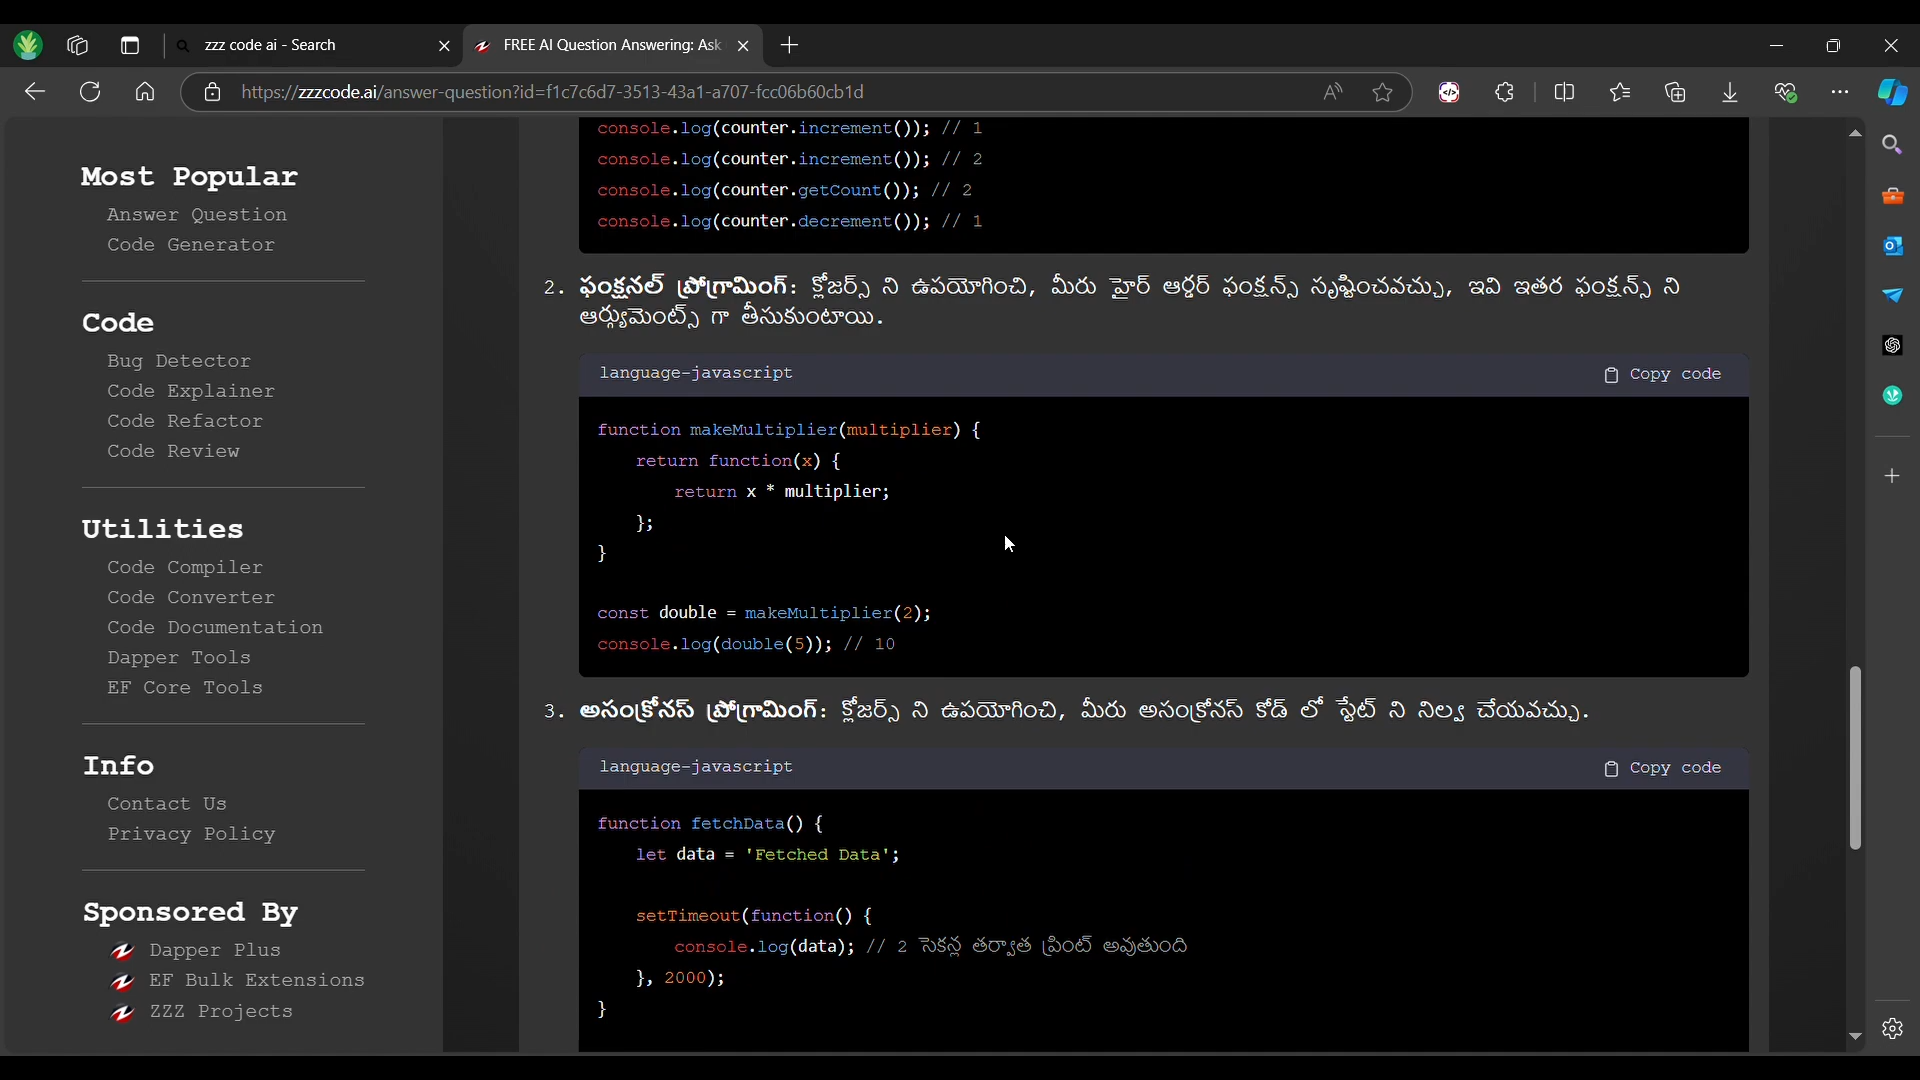 zzz code ai - Search
FREE AI Question Answering: Ask
https://zzzcode.ai/answer-question?id=f1c7c6d7-3513-43a1-a707-fcc06b60cb1d
Most Popular
Answer Question
Code Generator
Code
Bug Detector
Code Explainer
Code Refactor
Code Review
Utilities
Code Compiler
Code Converter
Code Documentation
Dapper Tools
EF Core Tools
Info
Contact Us
Privacy Policy
Sponsored By
Dapper Plus
EF Bulk Extensions
ZZZ Projects
console.log(counter.increment()); // 1
console.log(counter.increment()); // 2
console.log(counter.getCount()); // 2
console.log(counter.decrement()); // 1
2. ఫంక్షనల్ ప్రోగ్రామింగ్: క్లోజర్స్ ని ఉపయోగించి, మీరు హైర్ ఆర్డర్ ఫంక్షన్స్ సృష్టించవచ్చు, ఇవి ఇతర ఫంక్షన్స్ ని
ఆర్గ్యుమెంట్స్ గా తీసుకుంటాయి.
language-javascript
Copy code
function makeMultiplier(multiplier) {
return function(x) {
return x * multiplier;
};
}
const double = makeMultiplier(2);
console.log(double(5)); // 10
3. అసంక్రోనస్ ప్రోగ్రామింగ్: క్లోజర్స్ ని ఉపయోగించి, మీరు అసంక్రోనస్ కోడ్ లో స్టేట్ ని నిల్వ చేయవచ్చు.
language-javascript
Copy code
function fetchData() {
let data = 'Fetched Data';
setTimeout(function() {
console.log(data); // 2 సెకన్ల తర్వాత ప్రింట్ అవుతుంది
}, 2000);
}